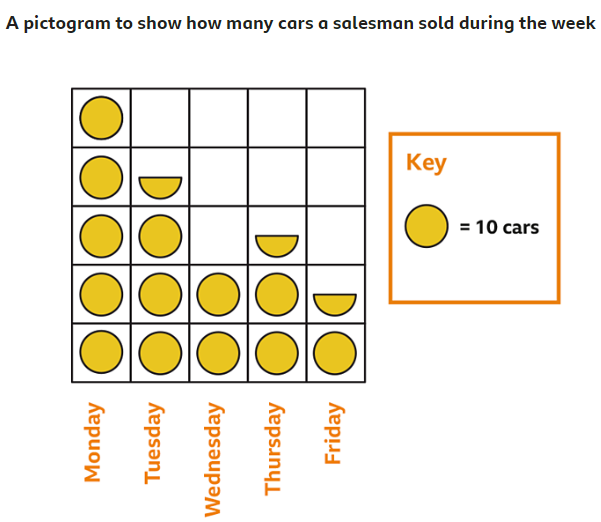 A pictogram to show how many cars a salesman sold during the week
Key
= 10 cars
Monday
Tuesday
Wednesday
Thursday
Friday